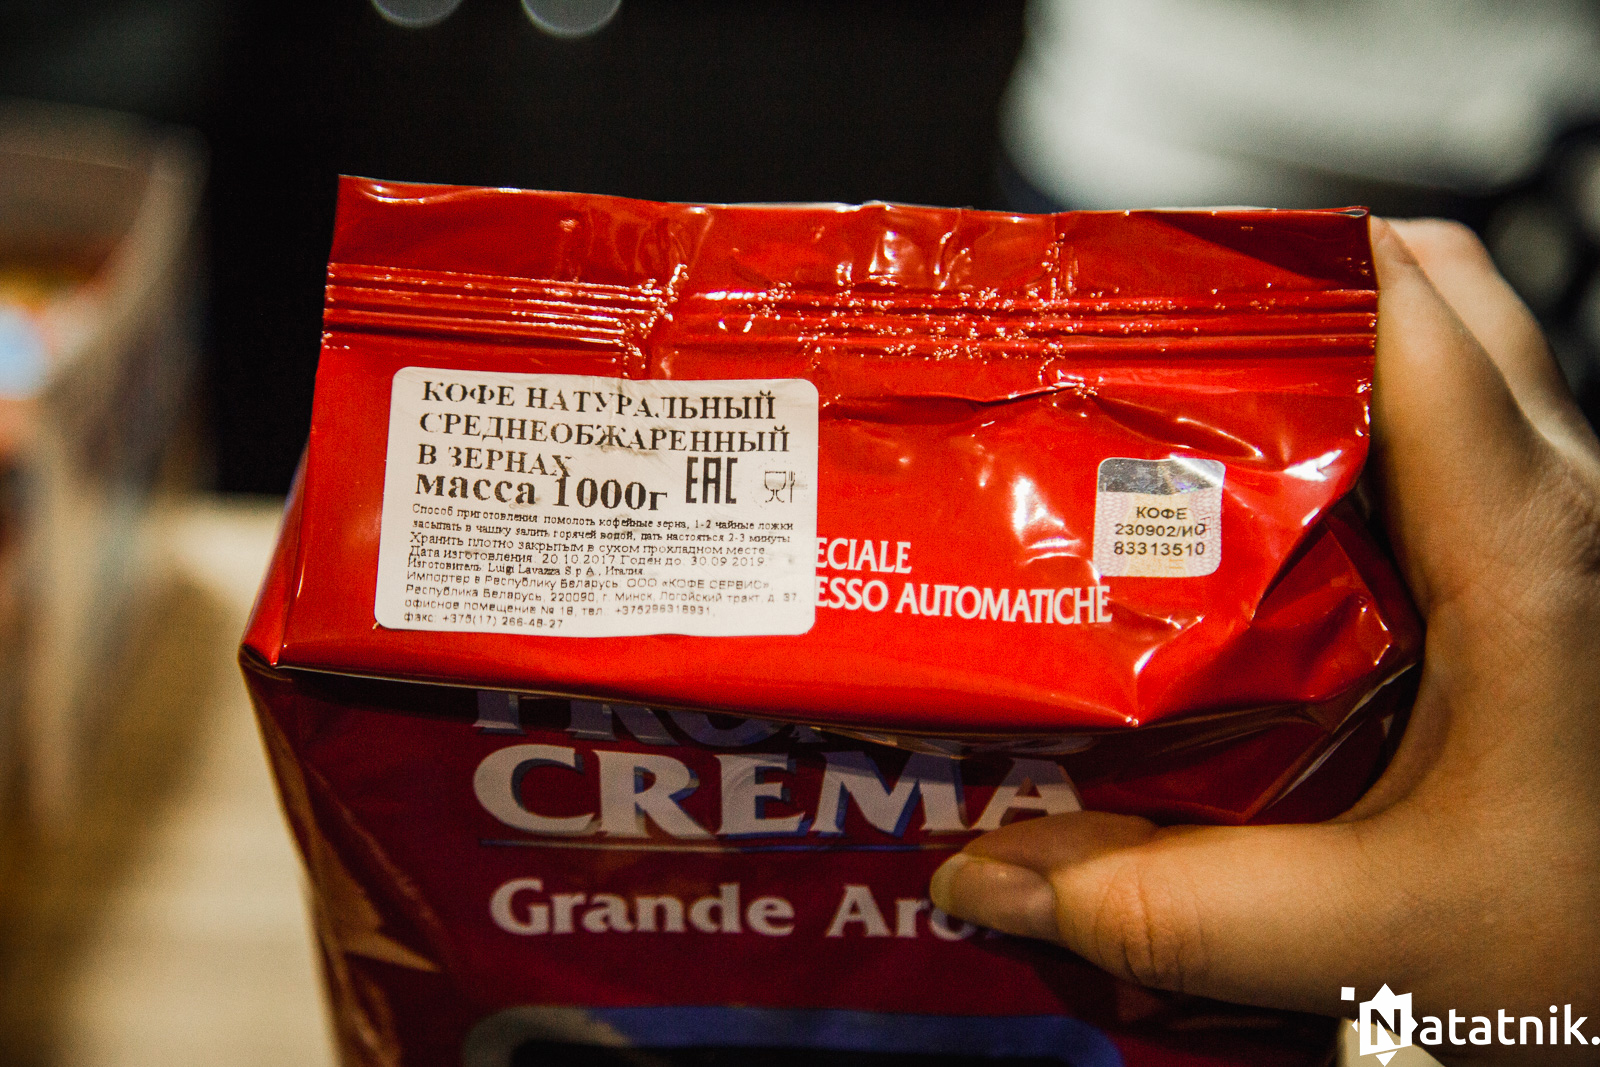 КОФЕ НАТУРАЛЬНЫЙ
СРЕДНЕОБЖАРЕННЫЙ
В ЗЕРНАХ
масса 1000г
ЕАС
Способ приготовления помолоть кофейные зерна, 1-2 чайные ложки
засыпать в чашку залить горячей водой, дать настояться 2-3 минуты
Хранить плотно закрытым в сухом прохладном месте.
Дата изготовления: 20.10.2017 Годен до: 30.09.2019
Изготовитель: Luigi Lavazza S.p.A., Италия
Импортер в Республику Беларусь: ООО «КОФЕ СЕРВИС»,
Республика Беларусь, 220090, г. Минск, Логойский тракт, д. 37,
офисное помещение № 18, тел.: +375296318931,
факс: +375(17) 266-48-27
ECIALE
ESSO AUTOMATICHE
КОФЕ
230902/ИО
83313510
CREMA
Grande
Natatnik.